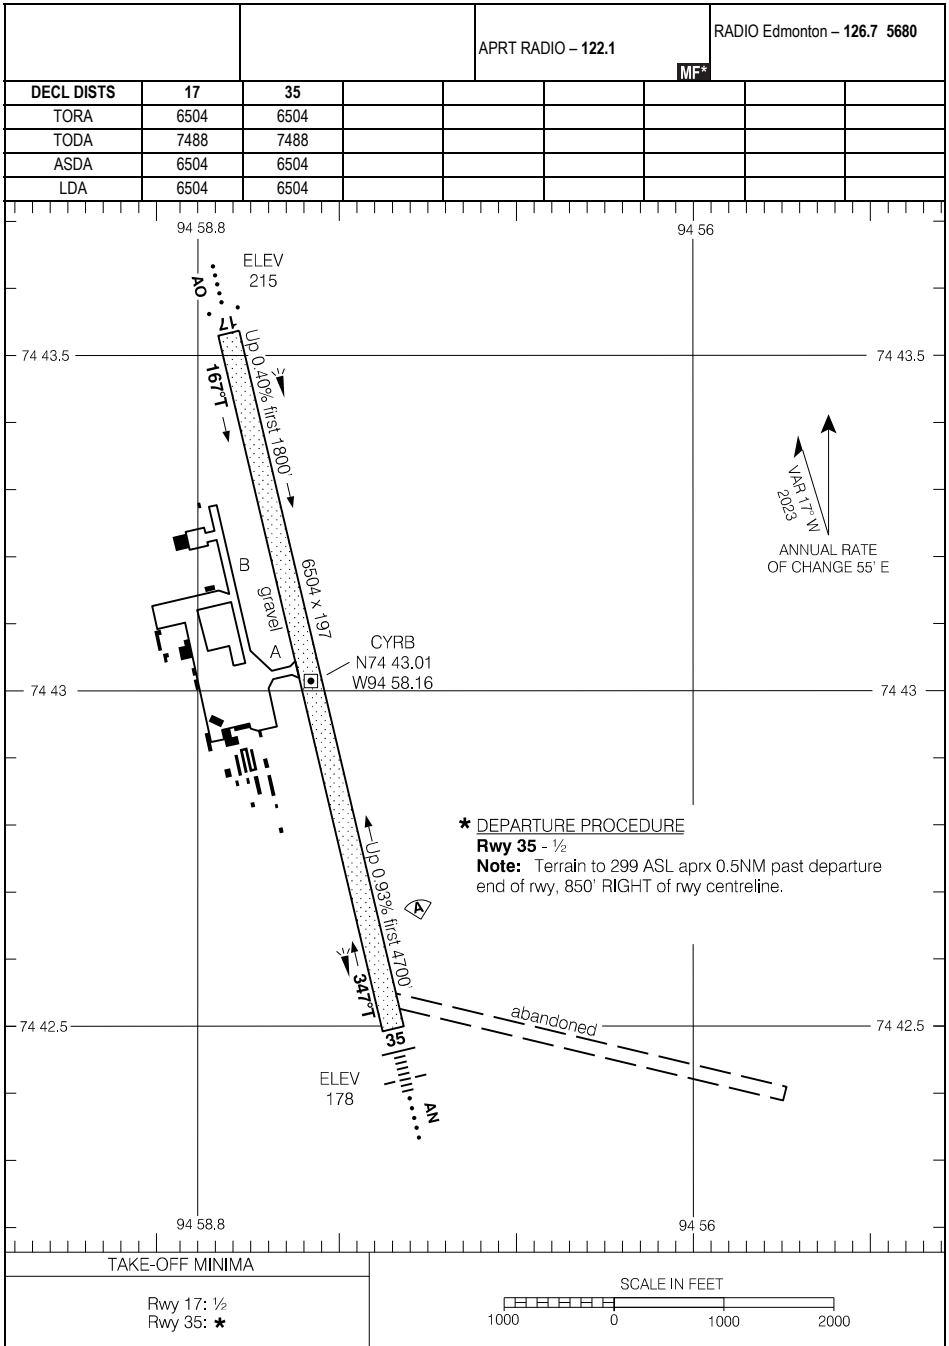 APRT RADIO – 122.1
MF*
RADIO Edmonton – 126.7 5680
DECL DISTS 17 35
TORA 6504 6504
TODA 7488 7488
ASDA 6504 6504
LDA 6504 6504
94 58.8 94 56
ELEV
215
AO
17
74 43.5 74 43.5
Up 0.40% first 1800'
167°T
VAR 17° W
2023
ANNUAL RATE
OF CHANGE 55' E
B
gravel
A
6504 x 197
CYRB
N74 43.01
W94 58.16
74 43 74 43
* DEPARTURE PROCEDURE
Rwy 35 - ½
Note: Terrain to 299 ASL aprx 0.5NM past departure
end of rwy, 850' RIGHT of rwy centreline.
Up 0.93% first 4700'
A
347°T
74 42.5 74 42.5
abandoned
35
ELEV
178
AN
94 58.8 94 56
TAKE-OFF MINIMA
Rwy 17: ½
Rwy 35: *
SCALE IN FEET
1000 0 1000 2000